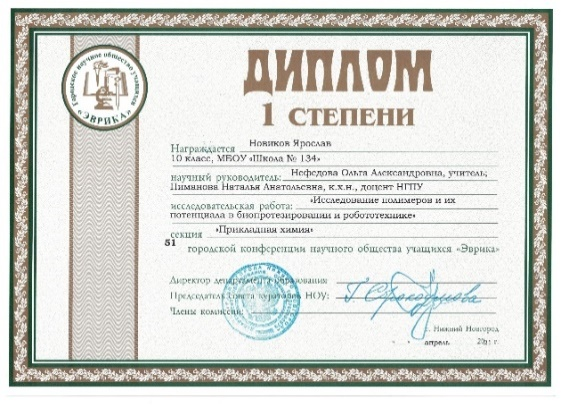 Городское научное общество учащихся
«ЭВРИКА»
ДИПЛОМ
1 СТЕПЕНИ
Награждается Новиков Ярослав
10 класс, МБОУ «Школа № 134»
научный руководитель: Нефедова Ольга Александровна, учитель;
Пиманова Наталья Анатольевна, к.х.н., доцент НГПУ
исследовательская работа: «Исследование полимеров и их
потенциала в биопротезировании и робототехнике»
секция «Прикладная химия»
51 городской конференции научного общества учащихся «Эврика»
Директор департамента образования
Председатель Совета кураторов НОУ:
Члены комиссии:
г. Нижний Новгород
апрель г.